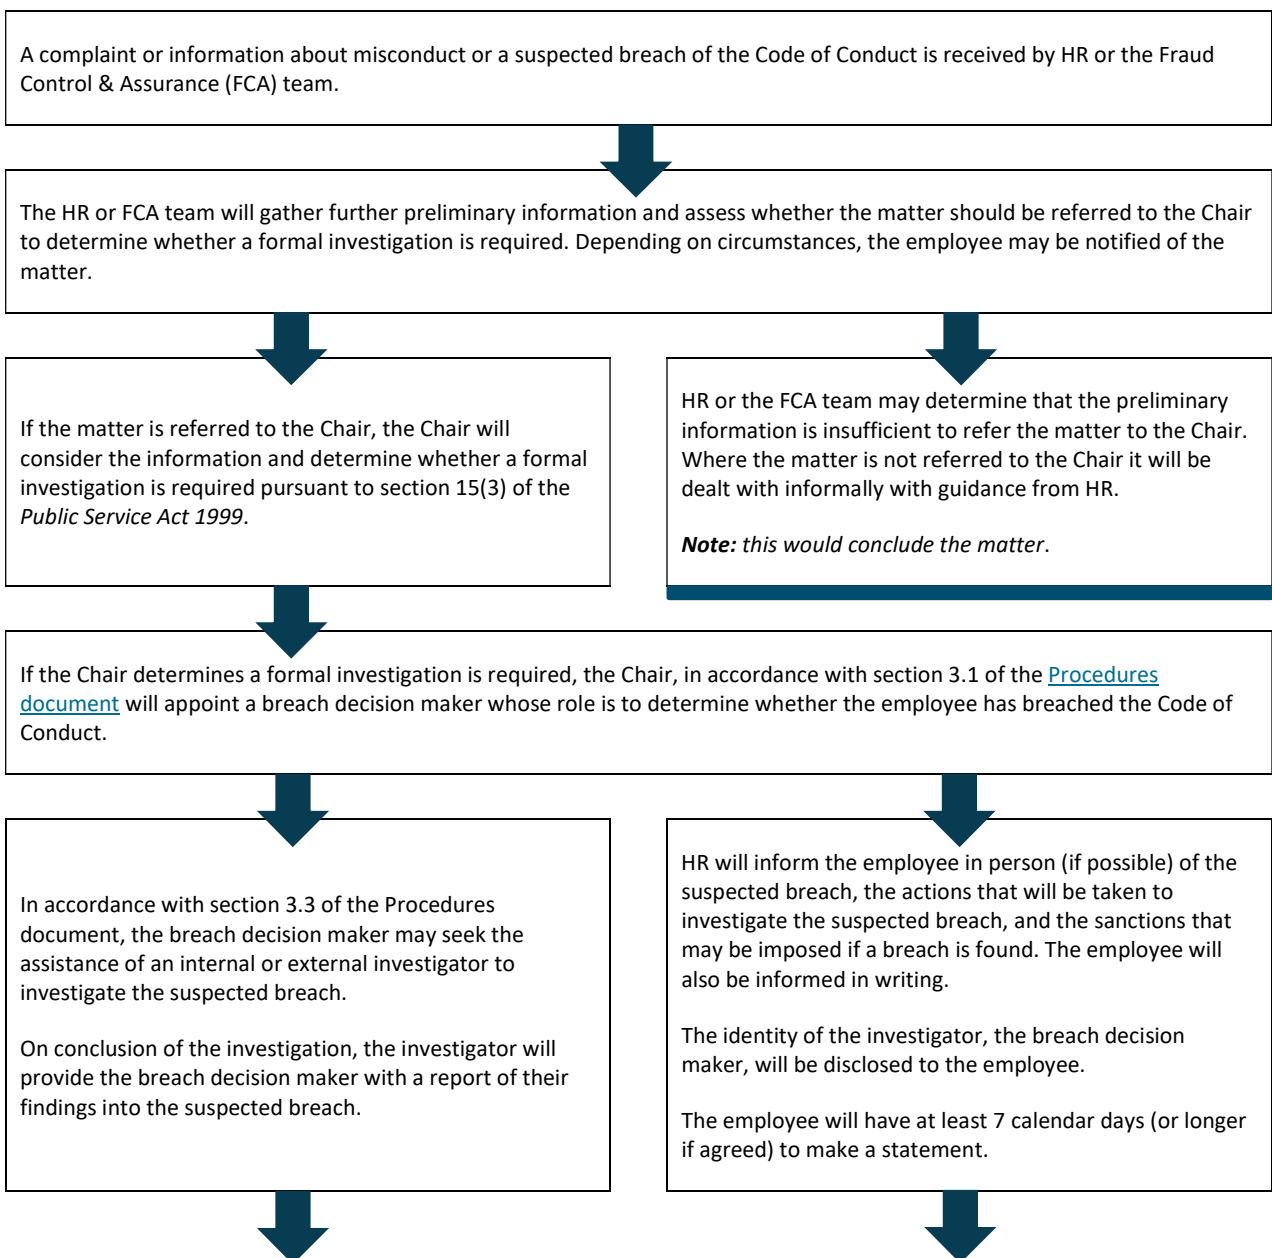 A complaint or information about misconduct or a suspected breach of the Code of Conduct is received by HR or the Fraud
Control & Assurance (FCA) team.
The HR or FCA team will gather further preliminary information and assess whether the matter should be referred to the Chair
to determine whether a formal investigation is required. Depending on circumstances, the employee may be notified of the
matter.
If the matter is referred to the Chair, the Chair will
consider the information and determine whether a formal
investigation is required pursuant to section 15(3) of the
Public Service Act 1999.
HR or the FCA team may determine that the preliminary
information is insufficient to refer the matter to the Chair.
Where the matter is not referred to the Chair it will be
dealt with informally with guidance from HR.
Note: this would conclude the matter.
If the Chair determines a formal investigation is required, the Chair, in accordance with section 3.1 of the Procedures
document will appoint a breach decision maker whose role is to determine whether the employee has breached the Code of
Conduct.
In accordance with section 3.3 of the Procedures
document, the breach decision maker may seek the
assistance of an internal or external investigator to
investigate the suspected breach.
On conclusion of the investigation, the investigator will
provide the breach decision maker with a report of their
findings into the suspected breach.
HR will inform the employee in person (if possible) of the
suspected breach, the actions that will be taken to
investigate the suspected breach, and the sanctions that
may be imposed if a breach is found. The employee will
also be informed in writing.
The identity of the investigator, the breach decision
maker, will be disclosed to the employee.
The employee will have at least 7 calendar days (or longer
if agreed) to make a statement.